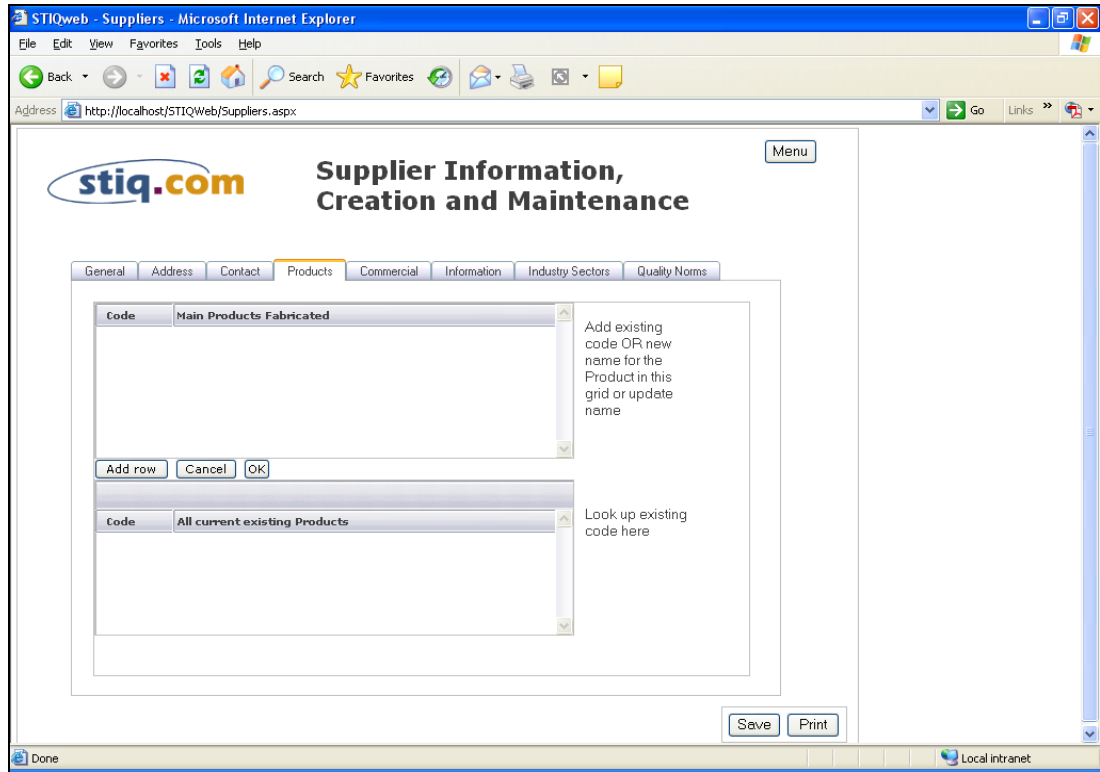 STIQweb - Suppliers - Microsoft Internet Explorer
File Edit View Favorites Tools Help
Back Search Favorites
Address http://localhost/STIQWeb/Suppliers.aspx Go Links »
Menu
stiq.com
Supplier Information,
Creation and Maintenance
General Address Contact Products Commercial Information Industry Sectors Quality Norms
Code Main Products Fabricated
Add existing
code OR new
name for the
Product in this
grid or update
name
Add row Cancel OK
Code All current existing Products
Look up existing
code here
Save Print
Done Local intranet